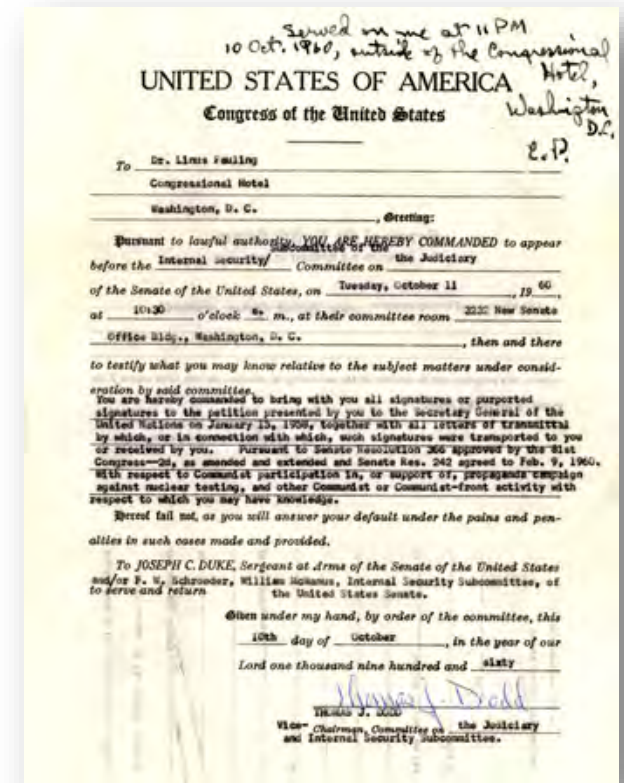 Served on me at 11 PM
10 Oct. 1960, outside of the Congressional
Hotel,
Washington
D.C.
L.P.
UNITED STATES OF AMERICA
Congress of the United States
To Dr. Linus Pauling
Congressional Hotel
Washington, D. C.
, Greeting:
Pursuant to lawful authority, YOU ARE HEREBY COMMANDED to appear
Subcommittee of the
before the Internal Security/ Committee on the Judiciary
of the Senate of the United States, on Tuesday, October 11 , 19 60,
at 10:30 o'clock a. m., at their committee room 2232 New Senate
Office Bldg., Washington, D. C. , then and there
to testify what you may know relative to the subject matters under consid-
eration by said committee.
You are hereby commanded to bring with you all signatures or purported
signatures to the petition presented by you to the Secretary General of the
United Nations on January 15, 1958, together with all letters of transmittal
by which, or in connection with which, such signatures were transported to you
or received by you. Pursuant to Senate Resolution 366 approved by the 81st
Congress—2d, as amended and extended and Senate Res. 242 agreed to Feb. 9, 1960.
With respect to Communist participation in, or support of, propaganda campaign
against nuclear testing, and other Communist or Communist-front activity with
respect to which you may have knowledge.
Hereof fail not, as you will answer your default under the pains and pen-
alties in such cases made and provided.
To JOSEPH C. DUKE, Sergeant at Arms of the Senate of the United States
and/or F. W. Schroeder, William McManus, Internal Security Subcommittee, of
to serve and return the United States Senate.
Given under my hand, by order of the committee, this
10th day of October , in the year of our
Lord one thousand nine hundred and sixty
Thomas J. Dodd
THOMAS J. DODD
Vice- Chairman, Committee on the Judiciary
and Internal Security Subcommittee.